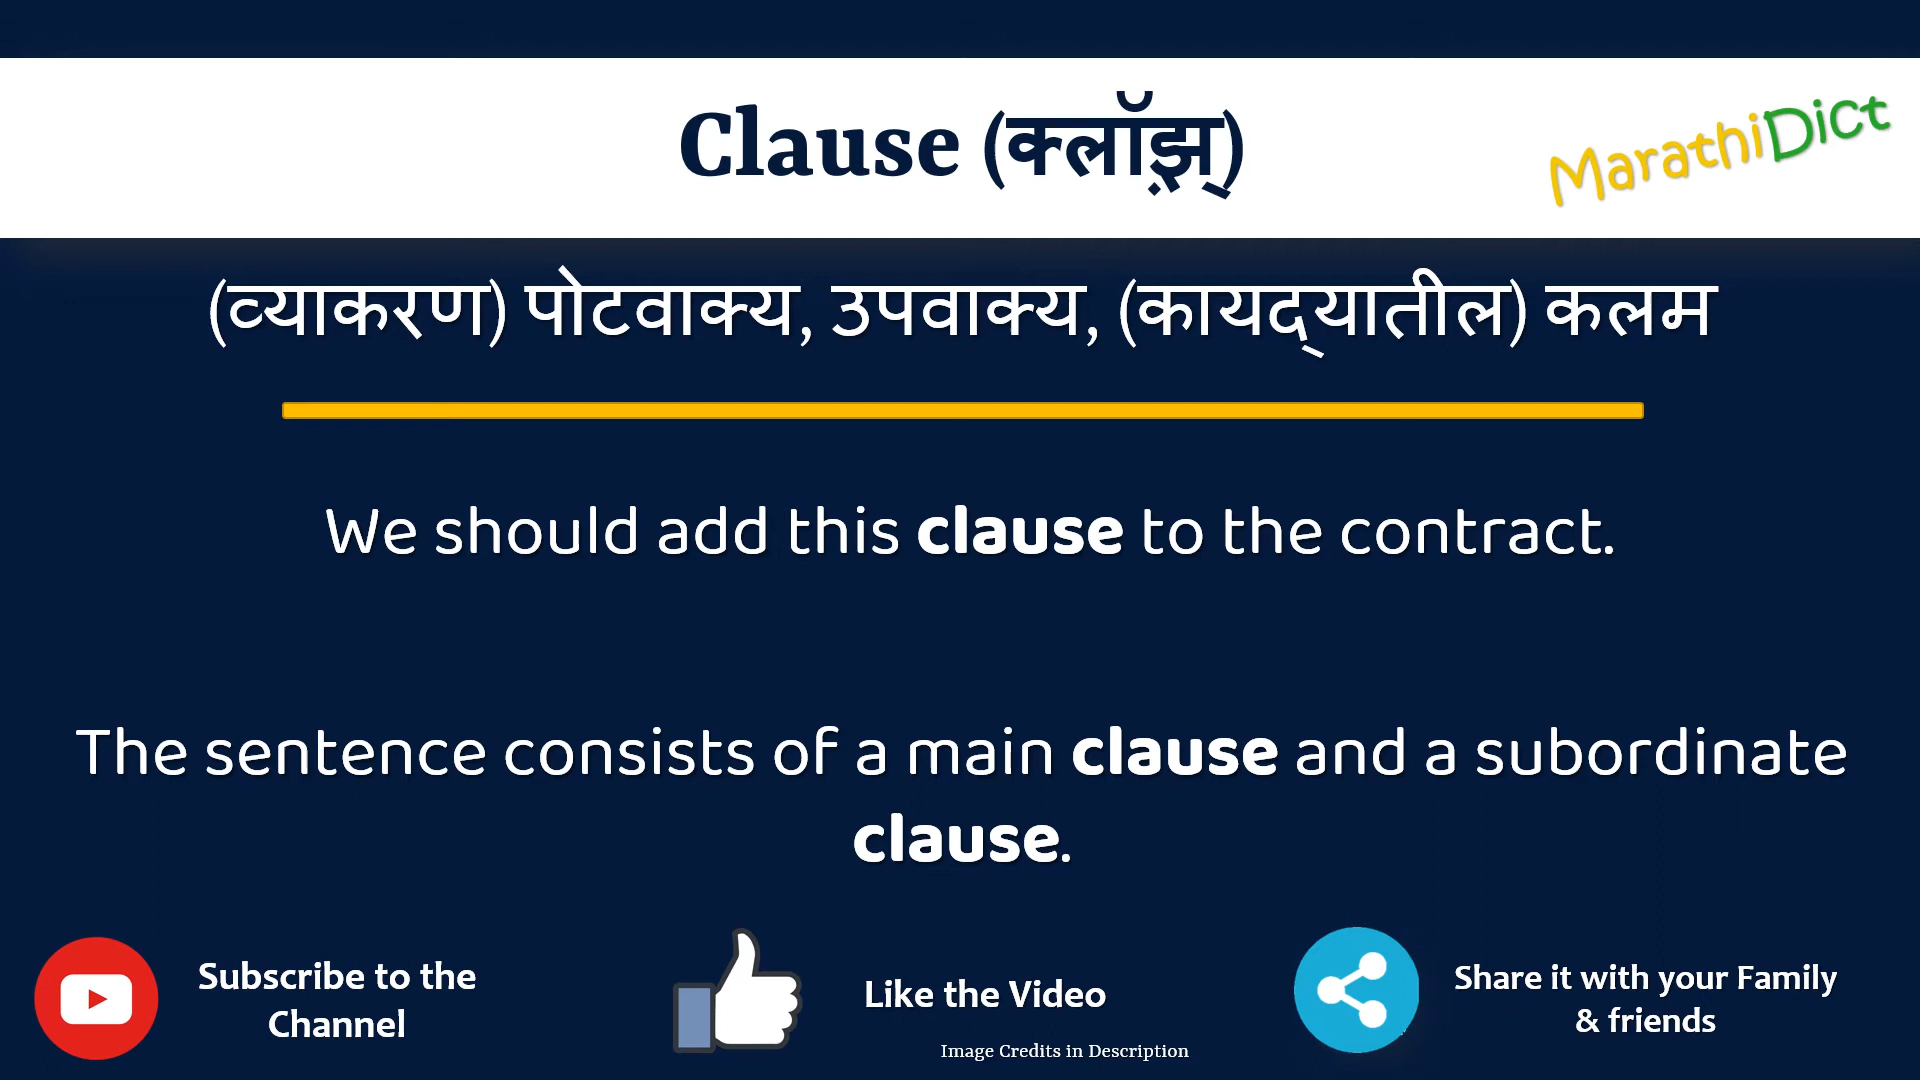 Clause (क्लॉझ़्)
MarathiDict
(व्याकरण) पोटवाक्य, उपवाक्य, (कायद्‌यातील) कलम
We should add this clause to the contract.
The sentence consists of a main clause and a subordinate
clause.
Subscribe to the
Channel
Like the Video
Share it with your Family
& friends
Image Credits in Description